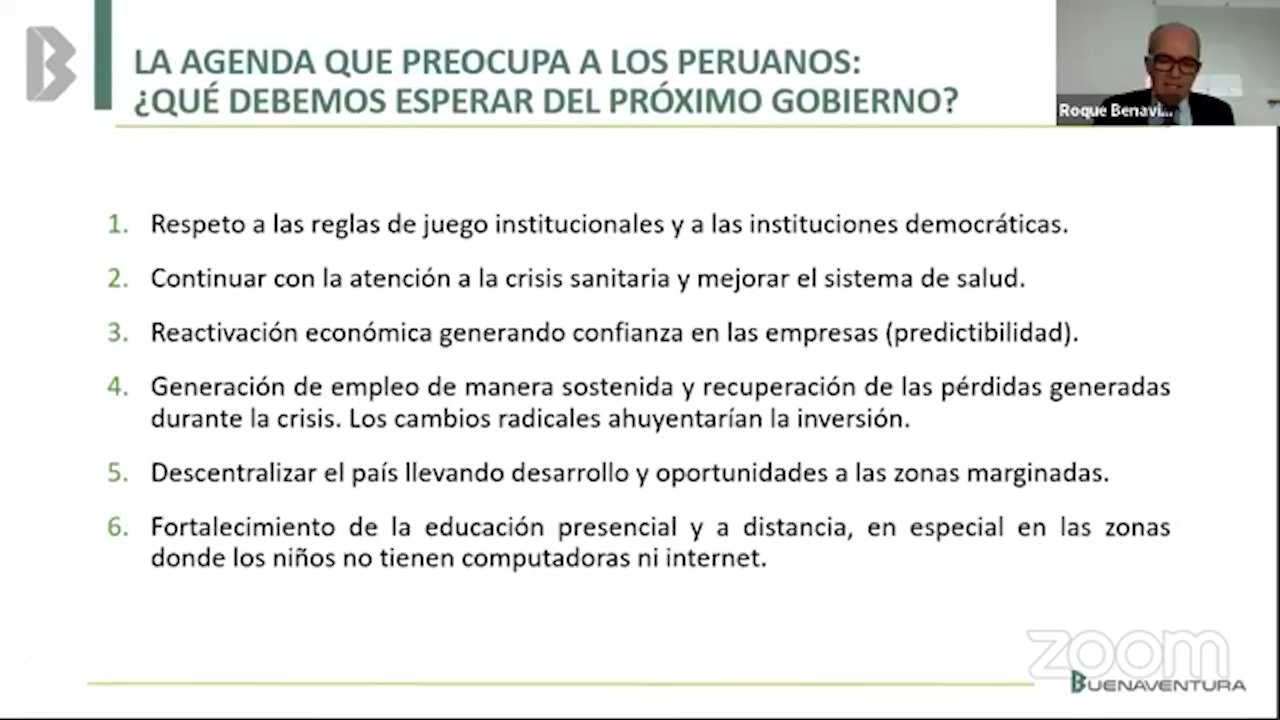 LA AGENDA QUE PREOCUPA A LOS PERUANOS:
¿QUÉ DEBEMOS ESPERAR DEL PRÓXIMO GOBIERNO?
Roque Benavi...
1. Respeto a las reglas de juego institucionales y a las instituciones democráticas.
2. Continuar con la atención a la crisis sanitaria y mejorar el sistema de salud.
3. Reactivación económica generando confianza en las empresas (predictibilidad).
4. Generación de empleo de manera sostenida y recuperación de las pérdidas generadas
durante la crisis. Los cambios radicales ahuyentarían la inversión.
5. Descentralizar el país llevando desarrollo y oportunidades a las zonas marginadas.
6. Fortalecimiento de la educación presencial y a distancia, en especial en las zonas
donde los niños no tienen computadoras ni internet.
zoom
BUENAVENTURA